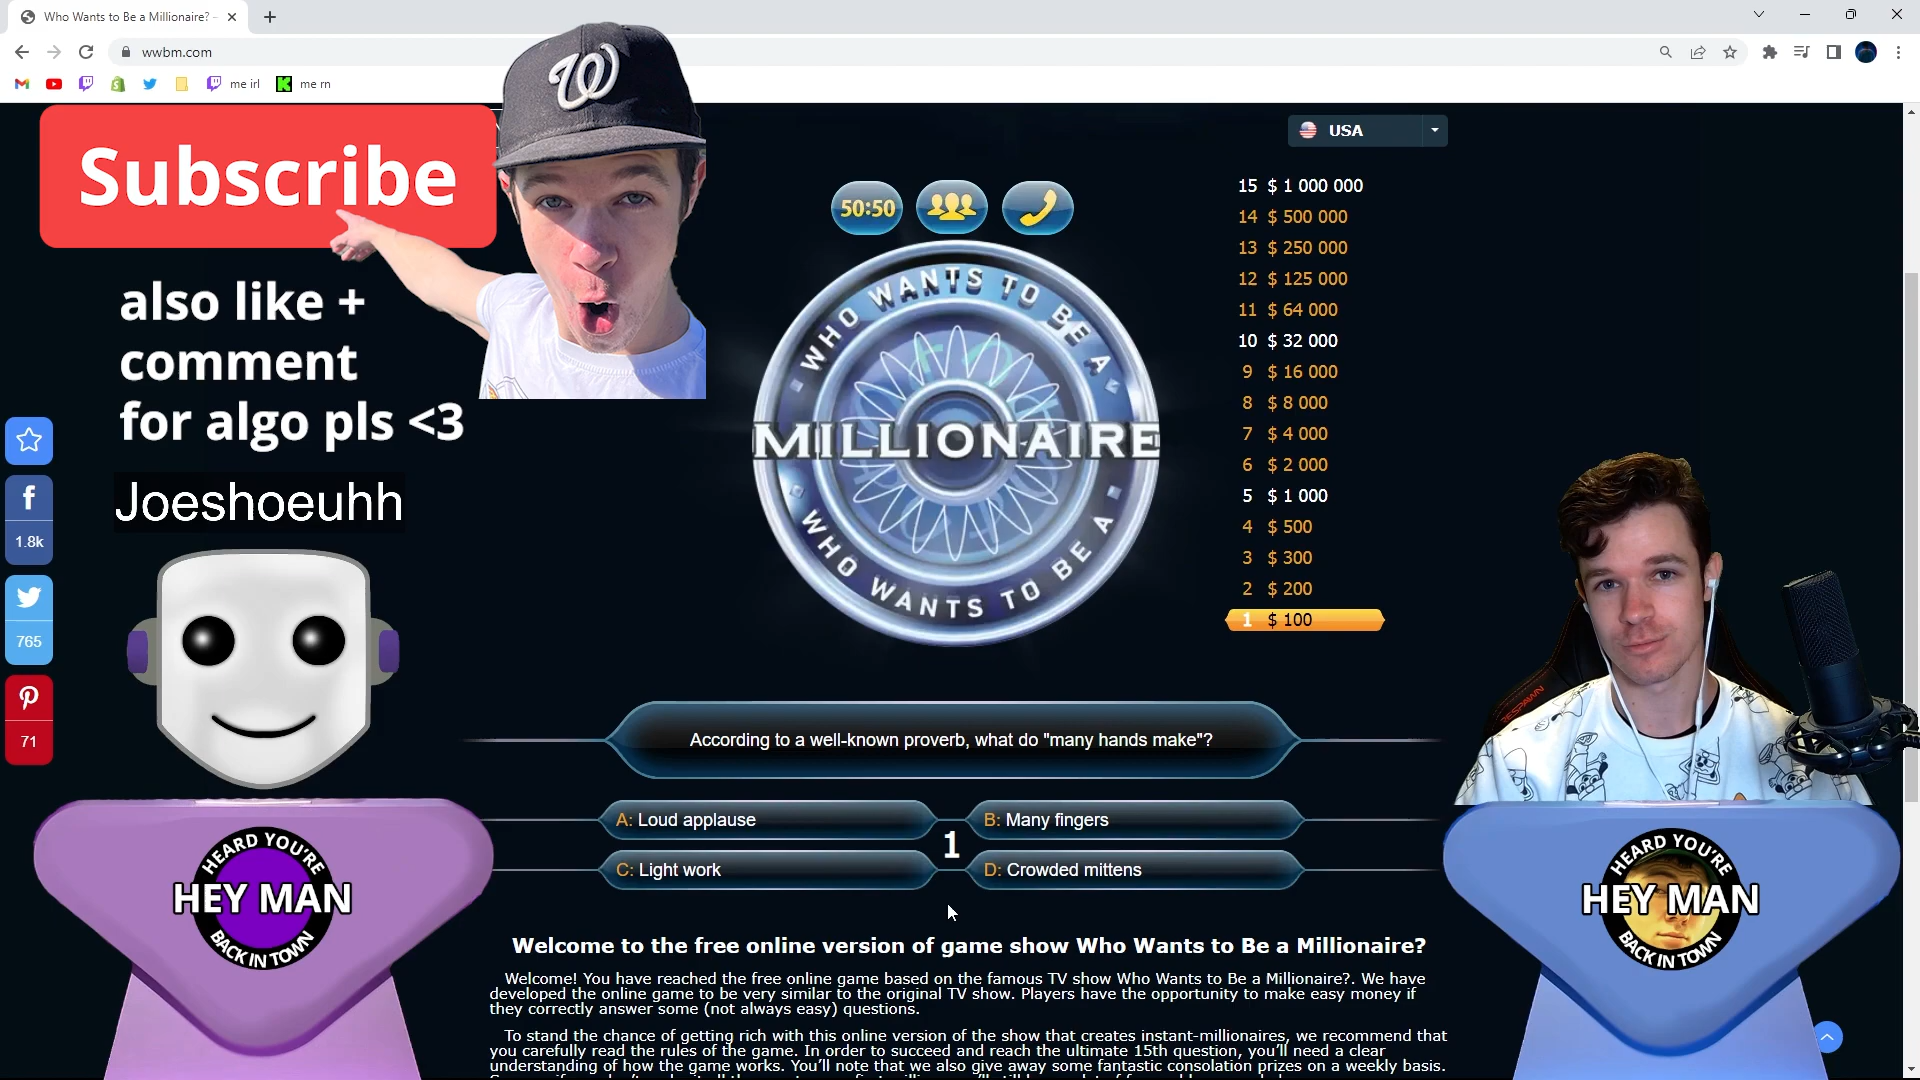 Who Wants to Be a Millionaire? -
wwbm.com
me irl
me rn
Subscribe
also like +
comment
for algo pls <3
Joeshoeuhh
1.8k
765
71
USA
50:50
WHO WANTS TO BE A
MILLIONAIRE
WHO WANTS TO BE A
15 $ 1 000 000
14 $ 500 000
13 $ 250 000
12 $ 125 000
11 $ 64 000
10 $ 32 000
9 $ 16 000
8 $ 8 000
7 $ 4 000
6 $ 2 000
5 $ 1 000
4 $ 500
3 $ 300
2 $ 200
1 $ 100
According to a well-known proverb, what do "many hands make"?
A: Loud applause
B: Many fingers
1
C: Light work
D: Crowded mittens
HEARD YOU'RE
HEY MAN
BACK IN TOWN
HEARD YOU'RE
HEY MAN
BACK IN TOWN
Welcome to the free online version of game show Who Wants to Be a Millionaire?
Welcome! You have reached the free online game based on the famous TV show Who Wants to Be a Millionaire?. We have
developed the online game to be very similar to the original TV show. Players have the opportunity to make easy money if
they correctly answer some (not always easy) questions.
To stand the chance of getting rich with this online version of the show that creates instant-millionaires, we recommend that
you carefully read the rules of the game. In order to succeed and reach the ultimate 15th question, you'll need a clear
understanding of how the game works. You'll note that we also give away some fantastic consolation prizes on a weekly basis.